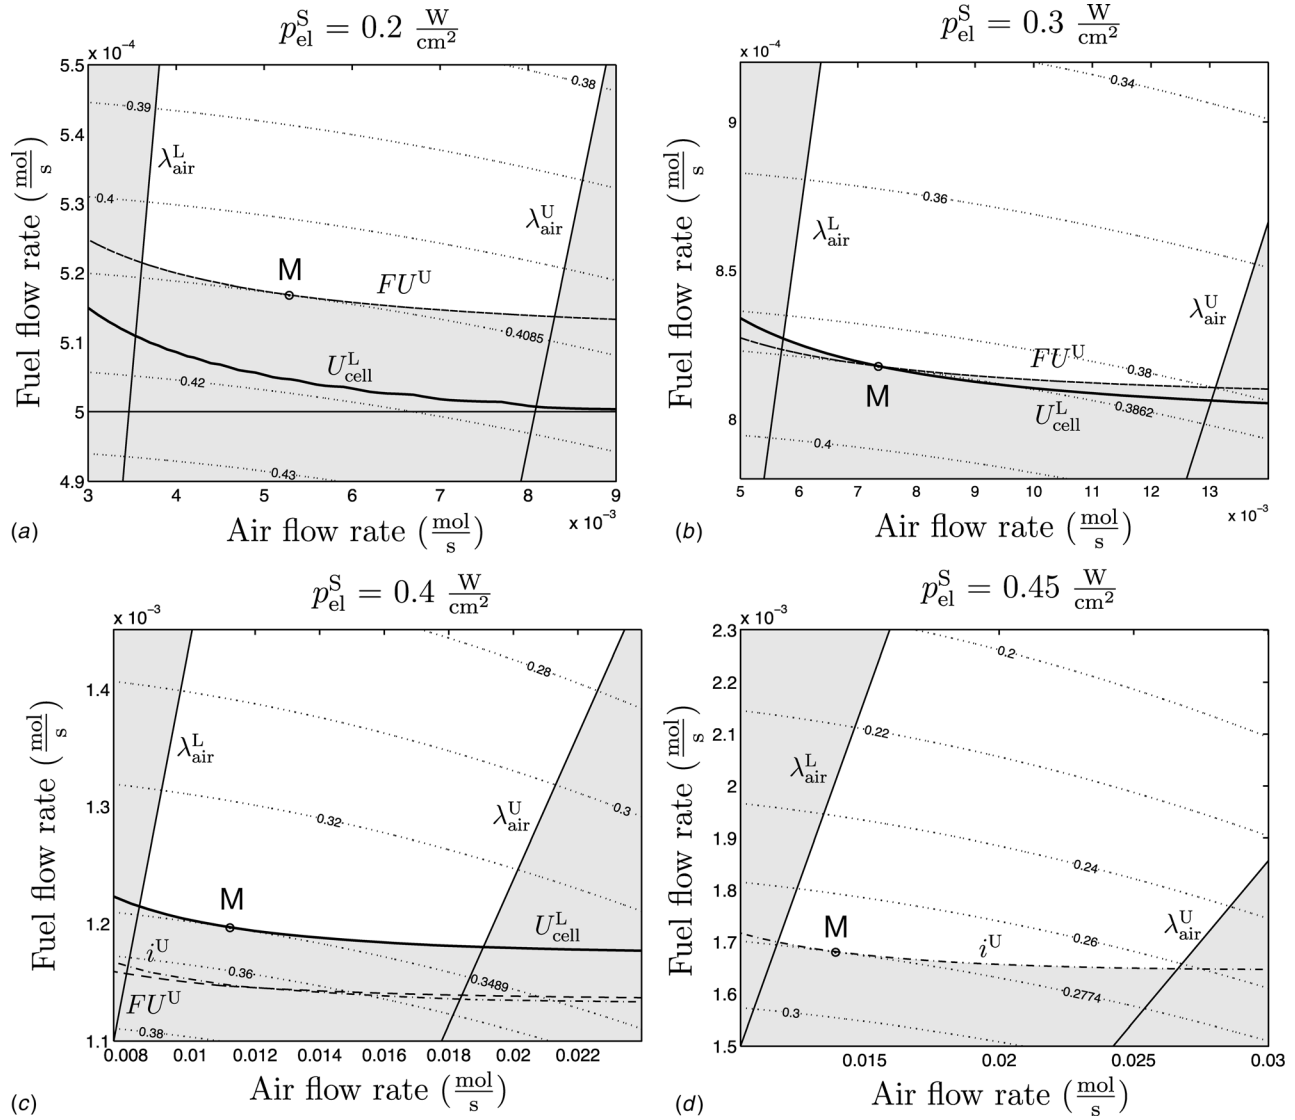 p_el^S = 0.2 W/cm²
x 10⁻⁴
5.5
5.4
5.3
5.2
5.1
5
4.9
Fuel flow rate (mol/s)
0.38
0.39
λ_air^L
0.4
λ_air^U
M
FU^U
0.4085
U_cell^L
0.42
0.43
3 4 5 6 7 8 9
x 10⁻³
(a) Air flow rate (mol/s)
p_el^S = 0.3 W/cm²
x 10⁻⁴
9
8.5
8
Fuel flow rate (mol/s)
0.34
0.36
λ_air^L
λ_air^U
FU^U
0.38
M
U_cell^L
0.3862
0.4
5 6 7 8 9 10 11 12 13
x 10⁻³
(b) Air flow rate (mol/s)
p_el^S = 0.4 W/cm²
x 10⁻³
1.4
1.3
1.2
1.1
Fuel flow rate (mol/s)
0.28
λ_air^L
0.3
λ_air^U
0.32
M
U_cell^L
i^U
0.36
0.3489
FU^U
0.38
0.008 0.01 0.012 0.014 0.016 0.018 0.02 0.022
(c) Air flow rate (mol/s)
p_el^S = 0.45 W/cm²
x 10⁻³
2.3
2.2
2.1
2
1.9
1.8
1.7
1.6
1.5
Fuel flow rate (mol/s)
0.2
0.22
λ_air^L
0.24
λ_air^U
M
0.26
i^U
0.2774
0.3
0.015 0.02 0.025 0.03
(d) Air flow rate (mol/s)